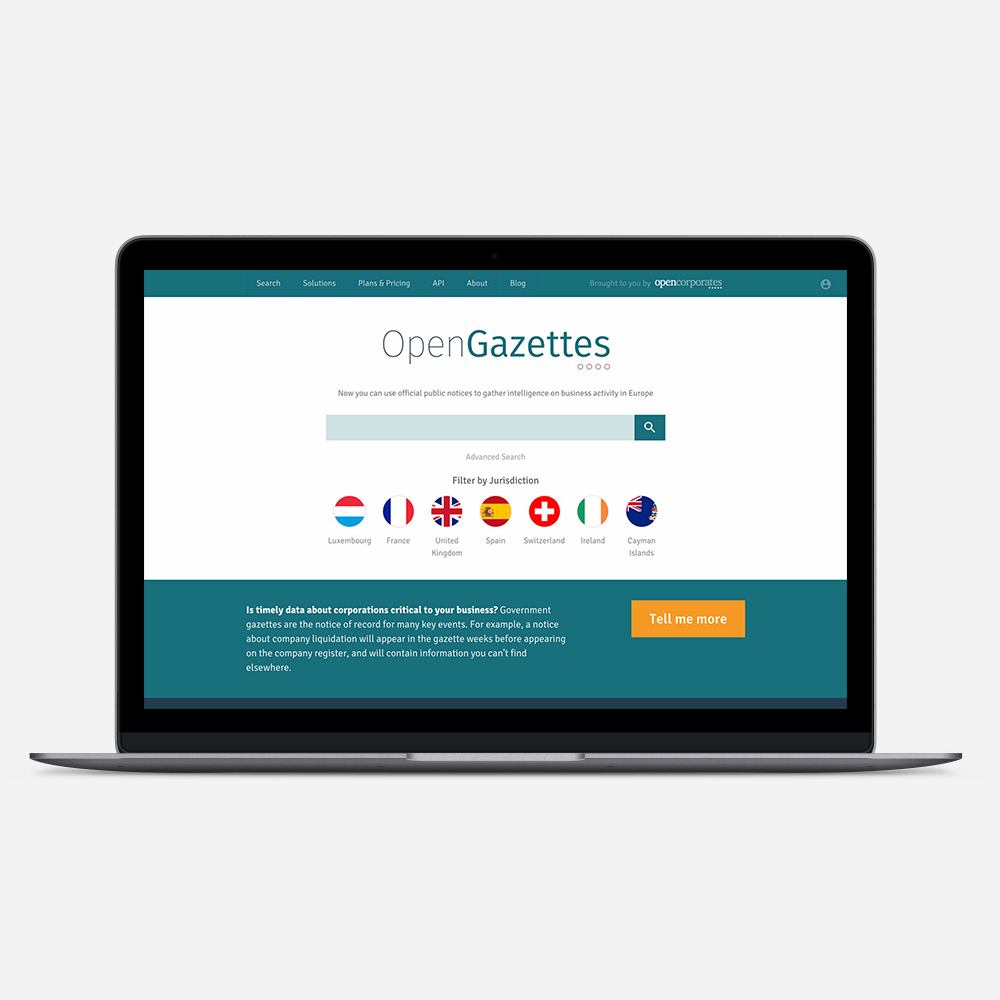 Search Solutions Plans & Pricing API About Blog Brought to you by opencorporates
OpenGazettes
Now you can use official public notices to gather intelligence on business activity in Europe
Advanced Search
Filter by Jurisdiction
Luxembourg France United Kingdom Spain Switzerland Ireland Cayman Islands
Is timely data about corporations critical to your business? Government
gazettes are the notice of record for many key events. For example, a notice
about company liquidation will appear in the gazette weeks before appearing
on the company register, and will contain information you can't find
elsewhere.
Tell me more